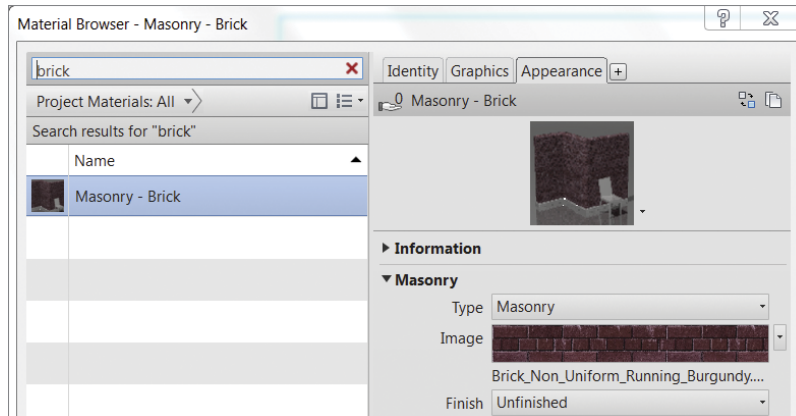 Material Browser - Masonry - Brick
?
brick
Identity Graphics Appearance +
Project Materials: All
0 Masonry - Brick
Search results for "brick"
Name
Masonry - Brick
Information
Masonry
Type Masonry
Image
Brick_Non_Uniform_Running_Burgundy....
Finish Unfinished